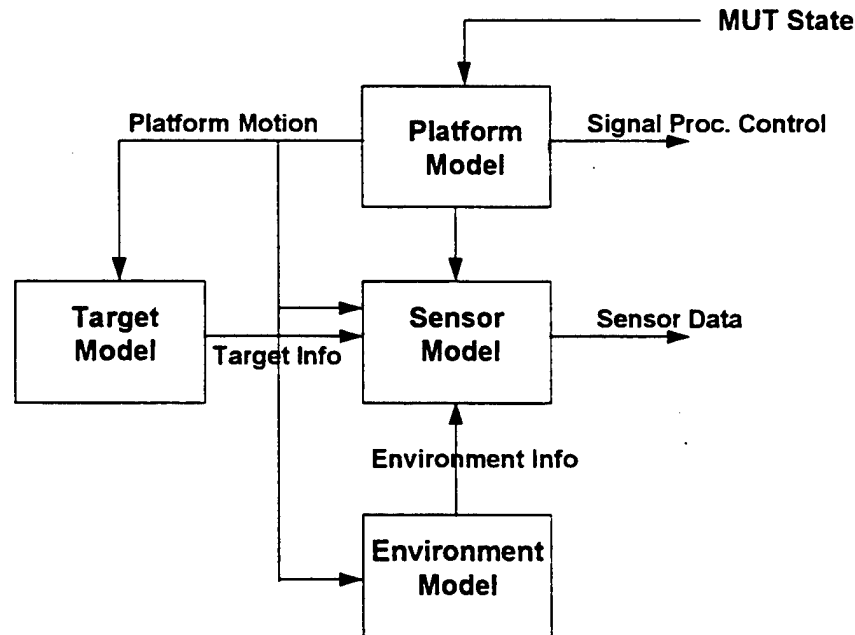 MUT State
Platform Motion
Platform
Model
Signal Proc. Control
Target
Model
Target Info
Sensor
Model
Sensor Data
Environment Info
Environment
Model